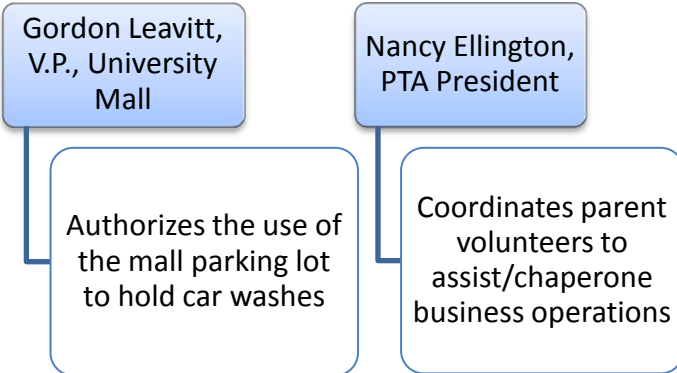 Gordon Leavitt,
V.P., University
Mall
Authorizes the use of
the mall parking lot
to hold car washes
Nancy Ellington,
PTA President
Coordinates parent
volunteers to
assist/chaperone
business operations